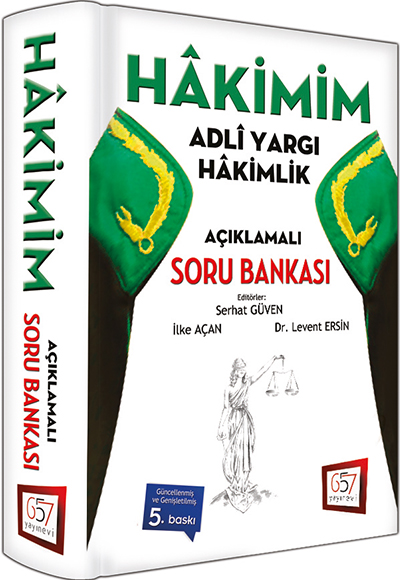 HÂKİMİM
AÇIKLAMALI
SORU BANKASI
657
yayınevi
HÂKİMİM
ADLÎ YARGI
HÂKİMLİK
AÇIKLAMALI
SORU BANKASI
Editörler:
Serhat GÜVEN
İlke AÇAN Dr. Levent ERSİN
Güncellenmiş
ve Genişletilmiş
5. baskı
657
yayınevi